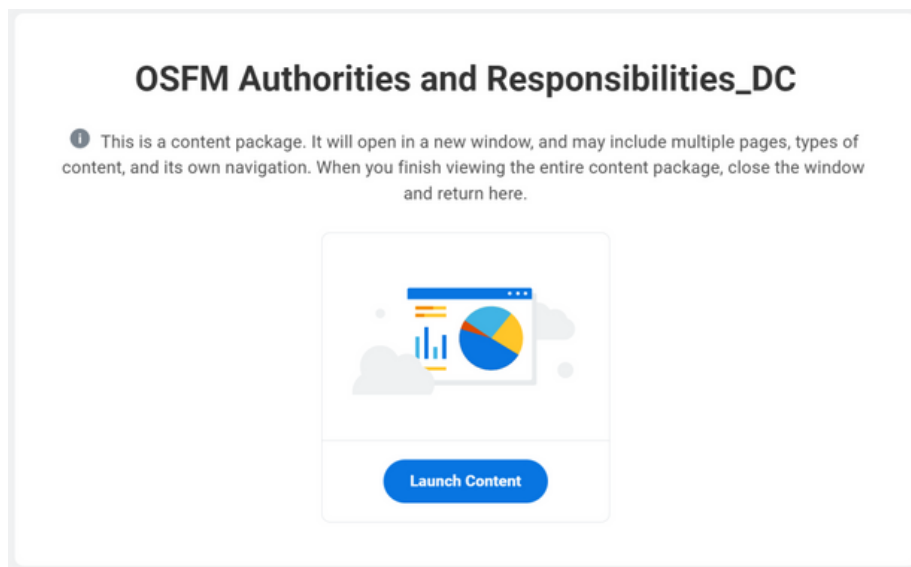 OSFM Authorities and Responsibilities_DC
This is a content package. It will open in a new window, and may include multiple pages, types of
content, and its own navigation. When you finish viewing the entire content package, close the window
and return here.
Launch Content